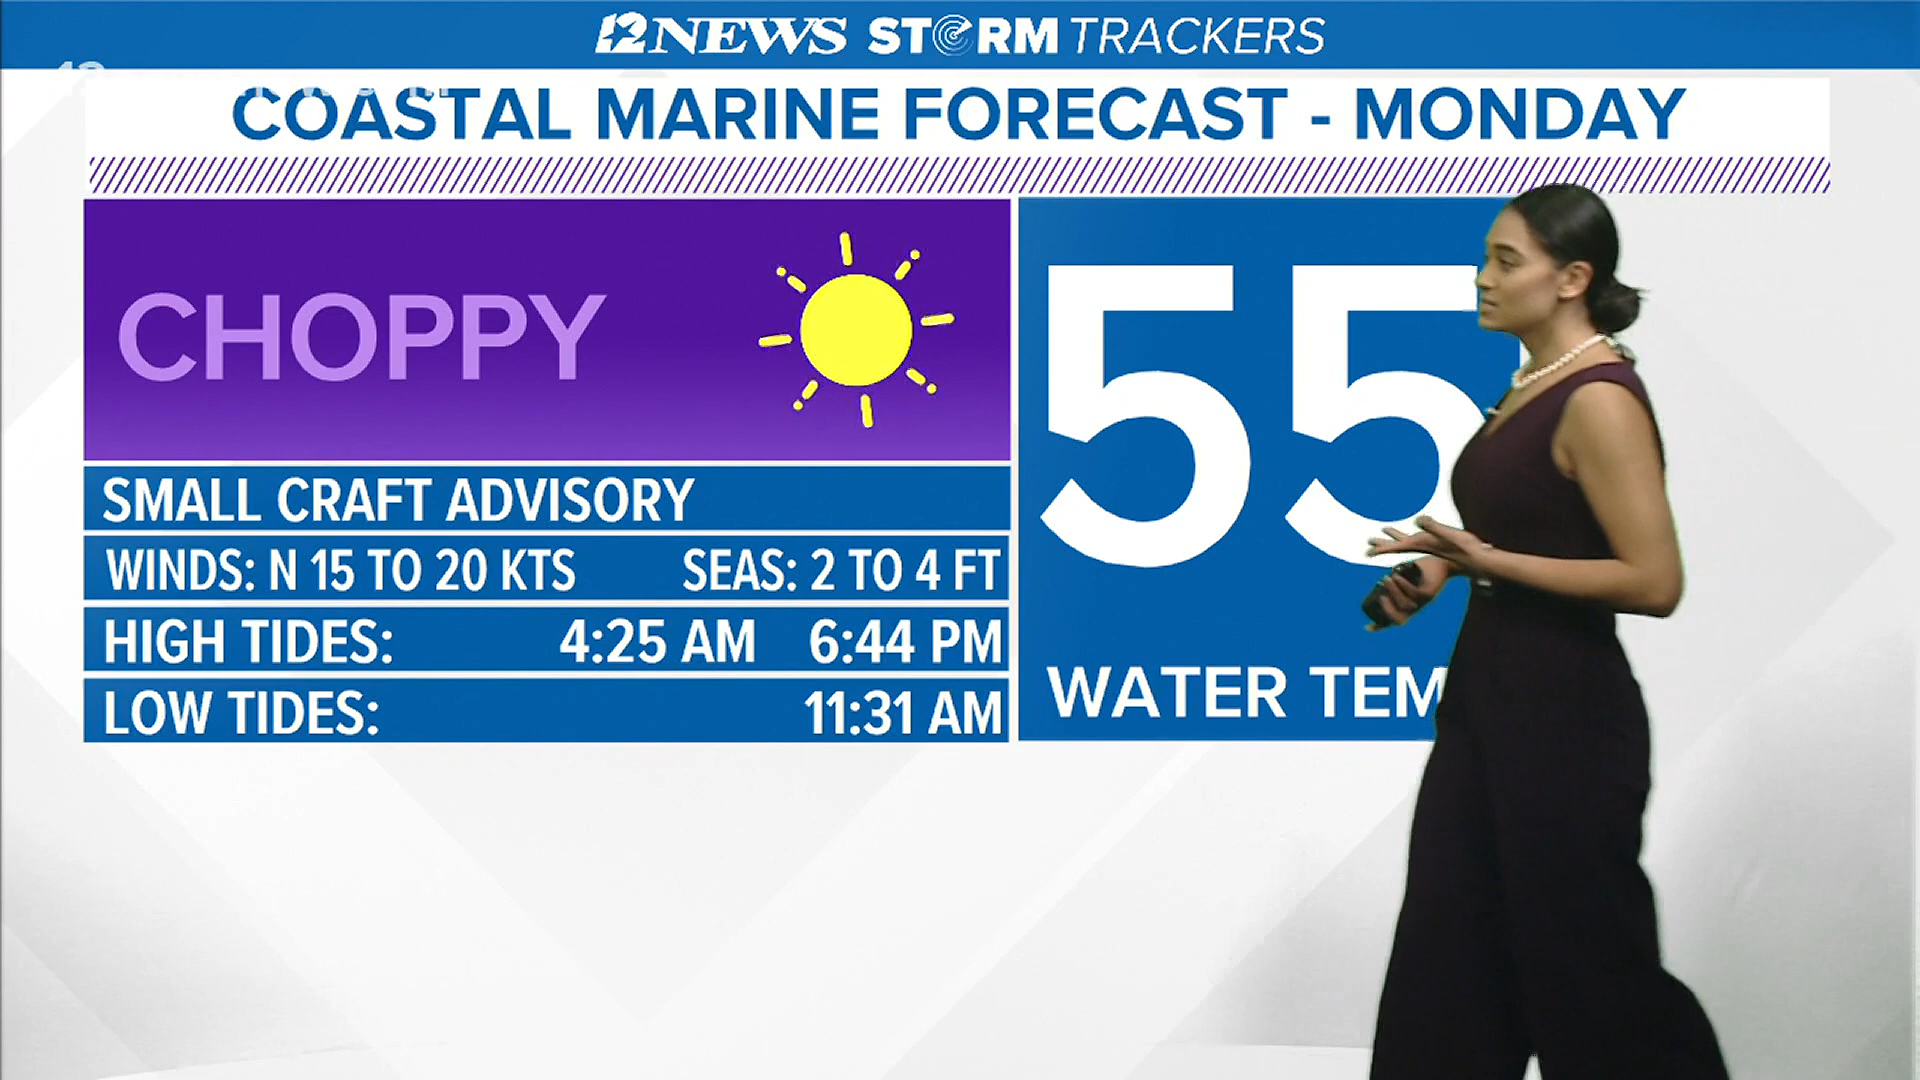 12NEWS STORM TRACKERS
COASTAL MARINE FORECAST - MONDAY
CHOPPY
SMALL CRAFT ADVISORY
WINDS: N 15 TO 20 KTS SEAS: 2 TO 4 FT
HIGH TIDES: 4:25 AM 6:44 PM
LOW TIDES: 11:31 AM
55
WATER TEM